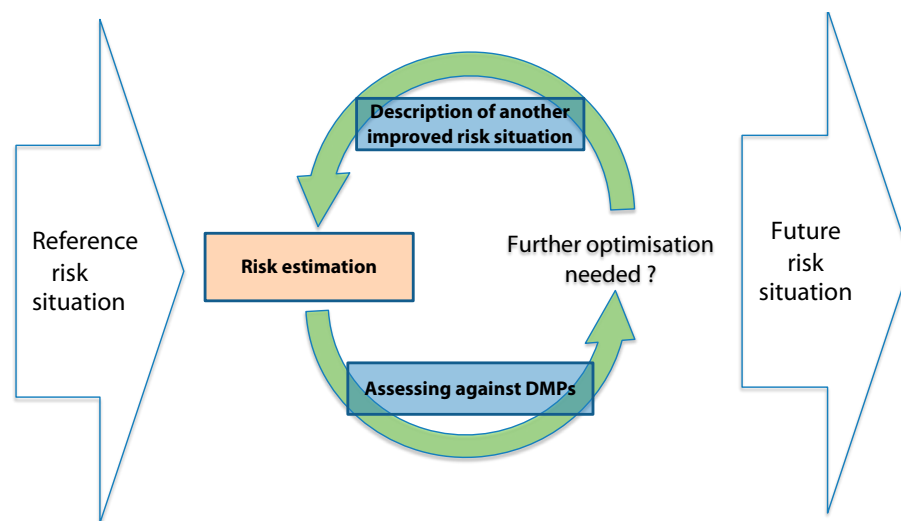 Description of another
improved risk situation
Reference
risk
situation
Risk estimation
Further optimisation
needed ?
Future
risk
situation
Assessing against DMPs